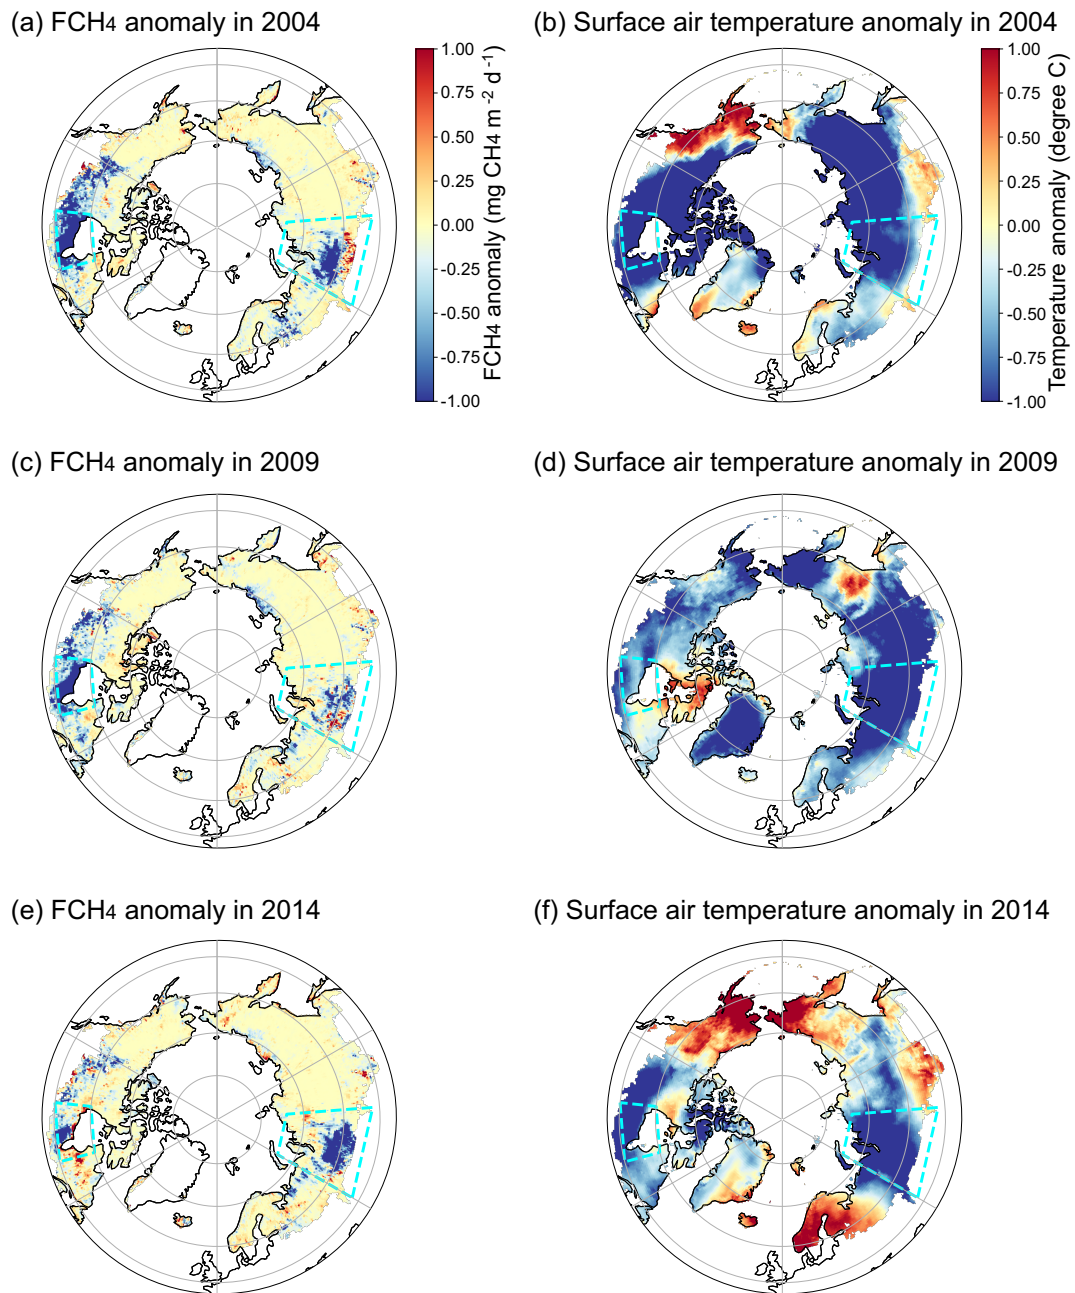 (a) FCH4 anomaly in 2004
(b) Surface air temperature anomaly in 2004
1.00
0.75
0.50
0.25
0.00
-0.25
-0.50
-0.75
-1.00
FCH4 anomaly (mg CH4 m⁻² d⁻¹)
1.00
0.75
0.50
0.25
0.00
-0.25
-0.50
-0.75
-1.00
Temperature anomaly (degree C)
(c) FCH4 anomaly in 2009
(d) Surface air temperature anomaly in 2009
(e) FCH4 anomaly in 2014
(f) Surface air temperature anomaly in 2014